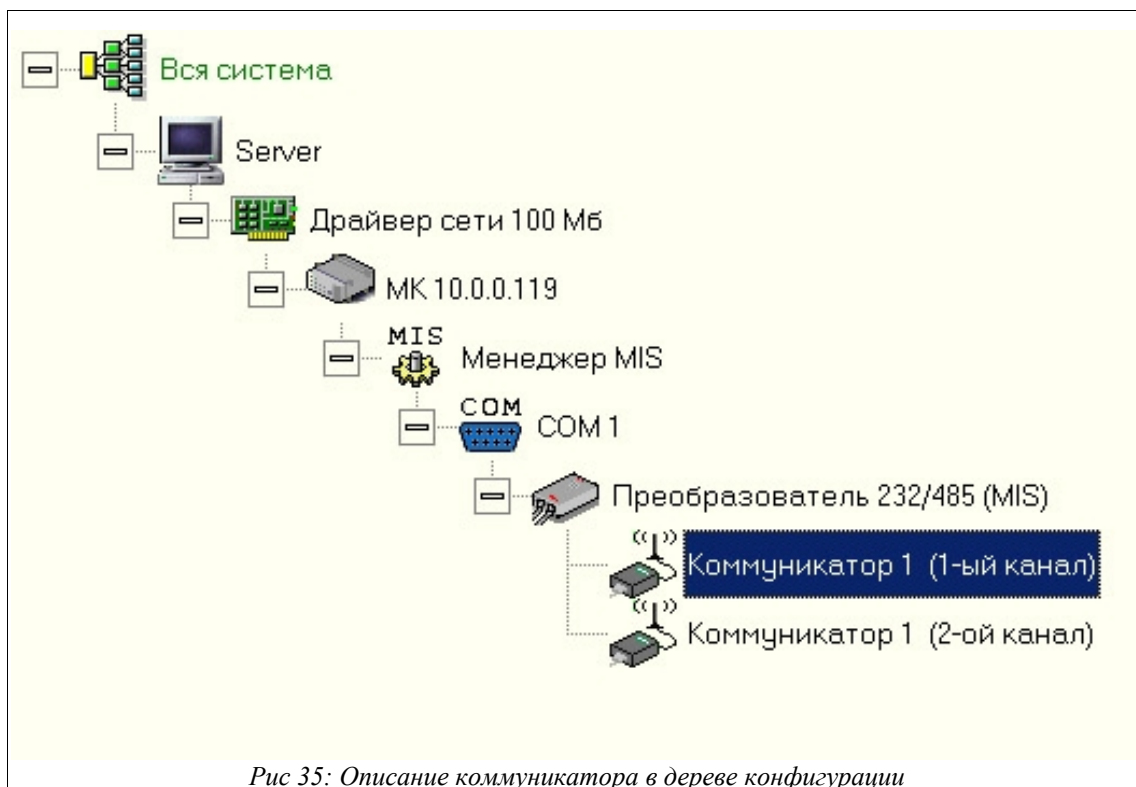 Вся система
Server
Драйвер сети 100 Мб
МК 10.0.0.119
MIS
Менеджер MIS
COM
COM 1
Преобразователь 232/485 (MIS)
Коммуникатор 1 (1-ый канал)
Коммуникатор 1 (2-ой канал)
Рис 35: Описание коммуникатора в дереве конфигурации